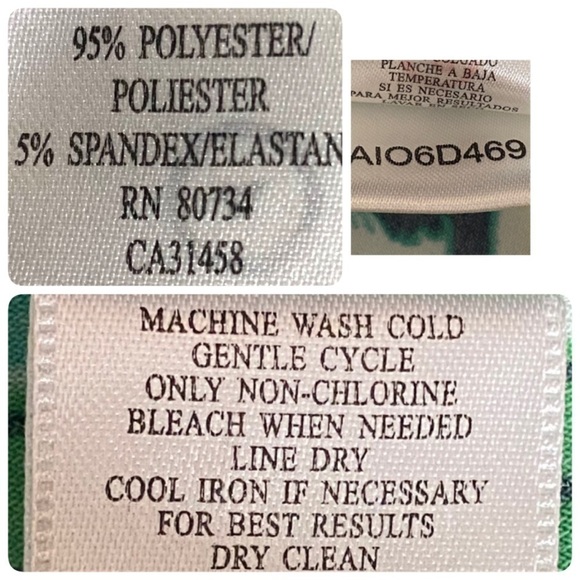 95% POLYESTER/
POLIESTER
5% SPANDEX/ELASTAN
RN 80734
CA31458
PLANCHE A BAJA
TEMPERATURA
SI ES NECESARIO
PARA MEJOR RESULTADOS
AIO6D469
MACHINE WASH COLD
GENTLE CYCLE
ONLY NON-CHLORINE
BLEACH WHEN NEEDED
LINE DRY
COOL IRON IF NECESSARY
FOR BEST RESULTS
DRY CLEAN